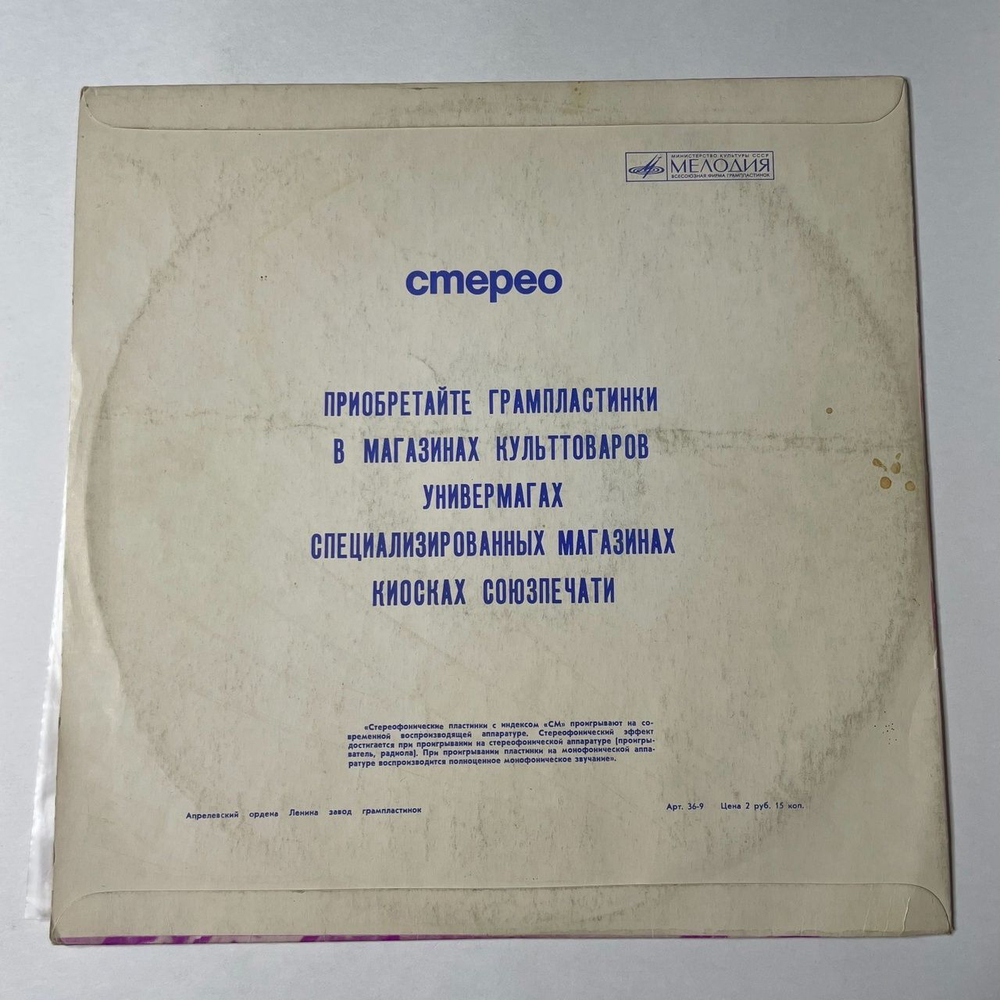 МИНИСТЕРСТВО КУЛЬТУРЫ СССР
МЕЛОДИЯ
ВСЕСОЮЗНАЯ ФИРМА ГРАМПЛАСТИНОК
стерео
ПРИОБРЕТАЙТЕ ГРАМПЛАСТИНКИ
В МАГАЗИНАХ КУЛЬТТОВАРОВ
УНИВЕРМАГАХ
СПЕЦИАЛИЗИРОВАННЫХ МАГАЗИНАХ
КИОСКАХ СОЮЗПЕЧАТИ
«Стереофонические пластинки с индексом «СМ» проигрывают на со-
временной воспроизводящей аппаратуре. Стереофонический эффект
достигается при проигрывании на стереофонической аппаратуре (проигры-
ватель, радиола). При проигрывании пластинки на монофонической аппа-
ратуре воспроизводится полноценное монофоническое звучание».
Апрелевский ордена Ленина завод грампластинок
Арт. 36-9 Цена 2 руб. 15 коп.